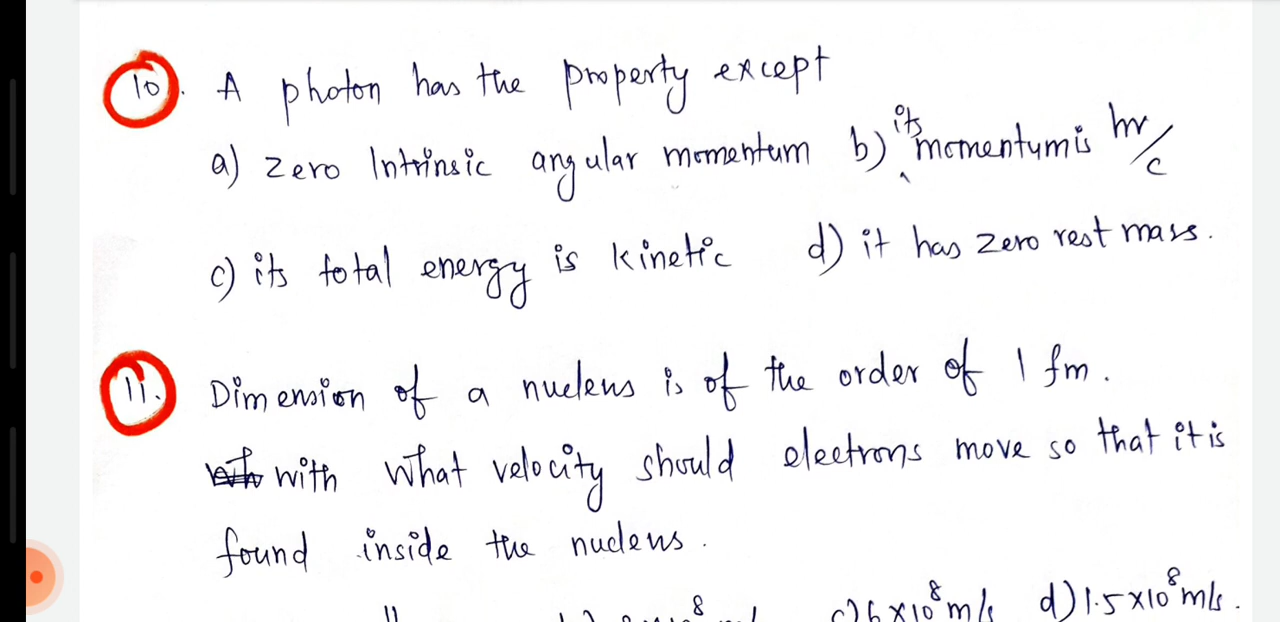 10. A photon has the property except
a) zero Intrinsic angular momentum b) its momentum is hν/c
c) its total energy is kinetic d) it has zero rest mass.
11. Dimension of a nucleus is of the order of 1 fm.
with what velocity should electrons move so that it is
found inside the nucleus.
c) 6×10⁸ m/s d) 1.5×10⁸ m/s.